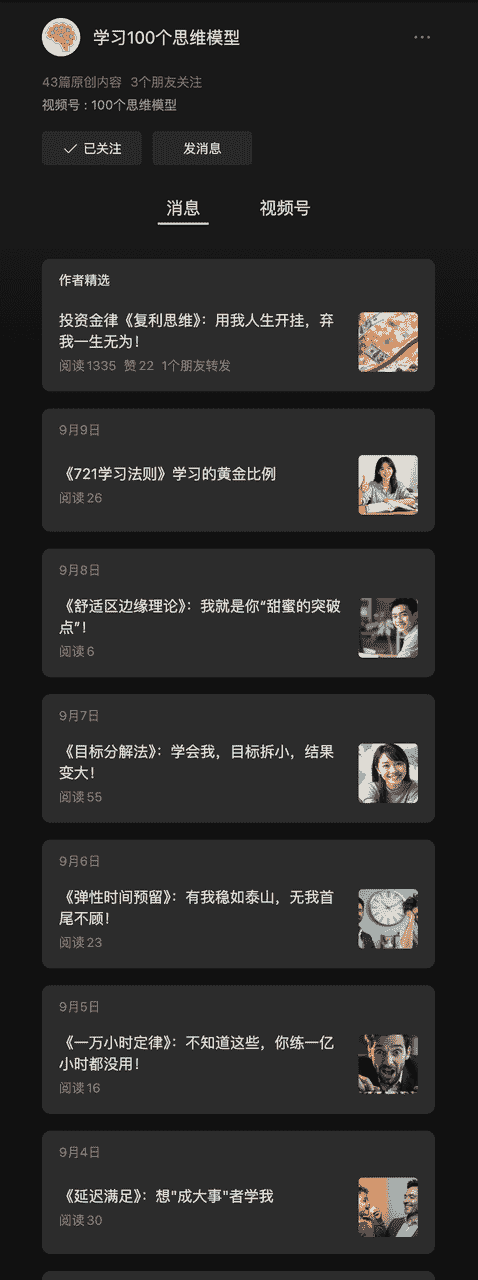 学习100个思维模型
43篇原创内容 3个朋友关注
视频号：100个思维模型
已关注
发消息
消息
视频号
作者精选
投资金律《复利思维》：用我人生开挂，弃
我一生无为！
阅读1335 赞22 1个朋友转发
9月9日
《721学习法则》学习的黄金比例
阅读26
9月8日
《舒适区边缘理论》：我就是你“甜蜜的突破
点”！
阅读6
9月7日
《目标分解法》：学会我，目标拆小，结果
变大！
阅读55
9月6日
《弹性时间预留》：有我稳如泰山，无我首
尾不顾！
阅读23
9月5日
《一万小时定律》：不知道这些，你练一亿
小时都没用！
阅读16
9月4日
《延迟满足》：想"成大事"者学我
阅读30